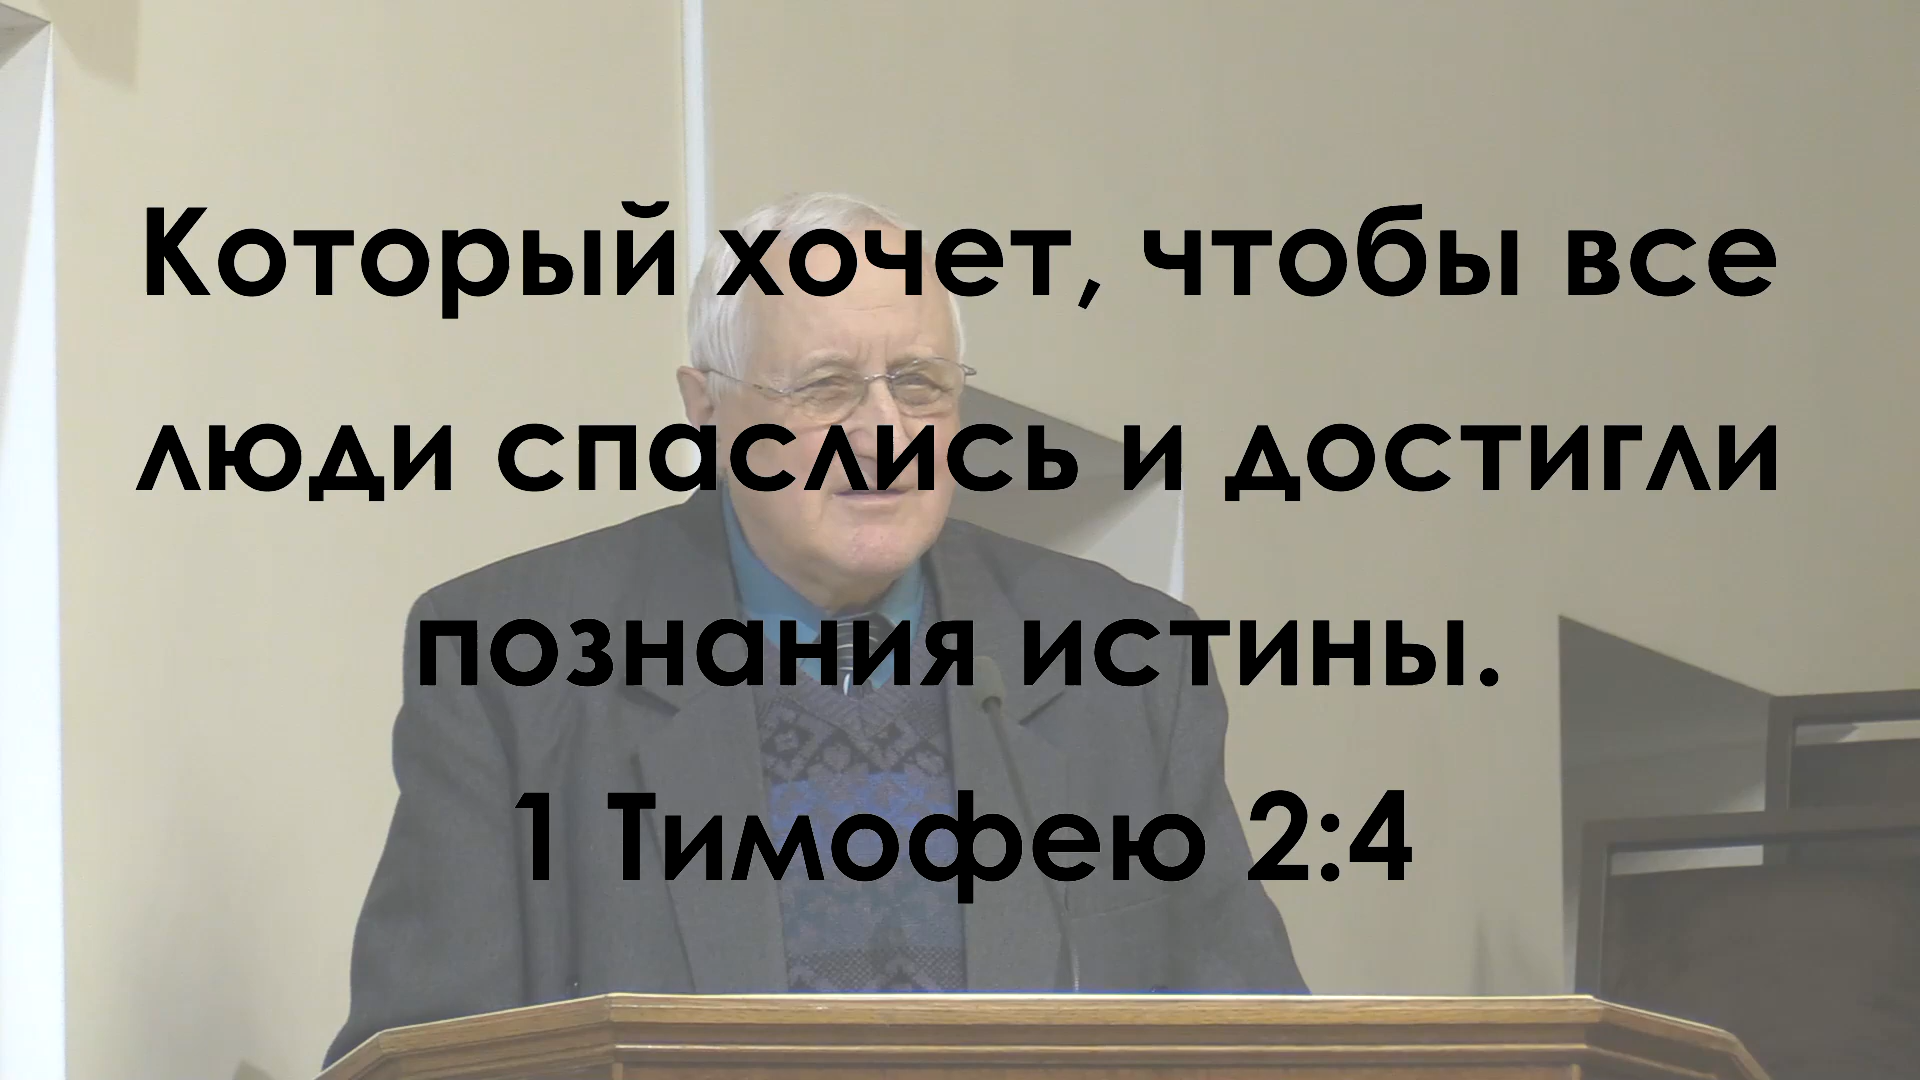 Который хочет, чтобы все
люди спаслись и достигли
познания истины.
1 Тимофею 2:4